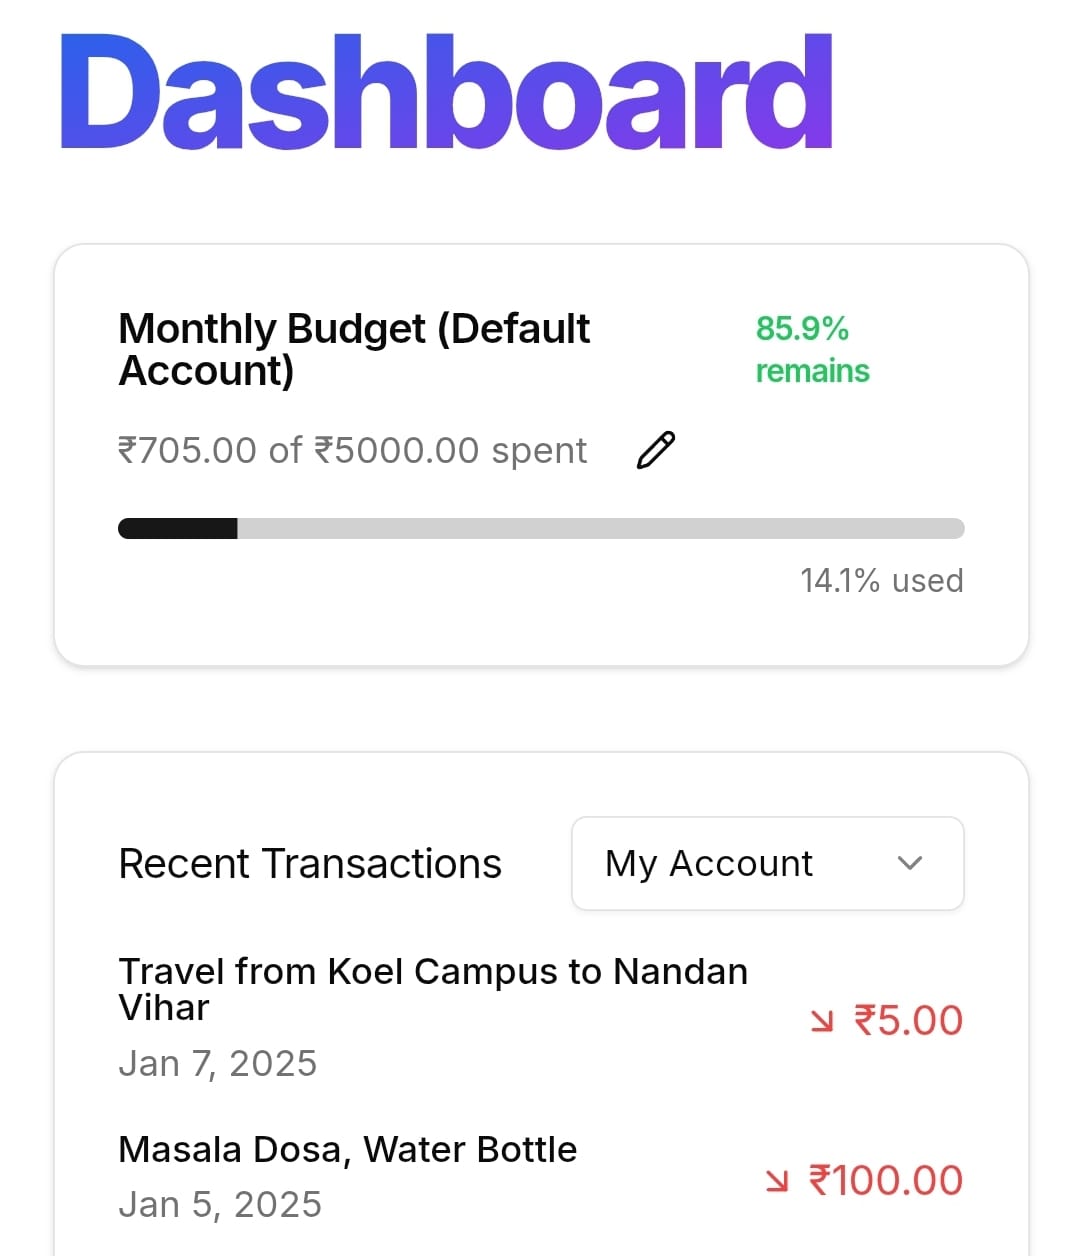 Dashboard
Monthly Budget (Default
Account)
85.9%
remains
₹705.00 of ₹5000.00 spent
14.1% used
Recent Transactions
My Account
Travel from Koel Campus to Nandan
Vihar
Jan 7, 2025
₹5.00
Masala Dosa, Water Bottle
Jan 5, 2025
₹100.00